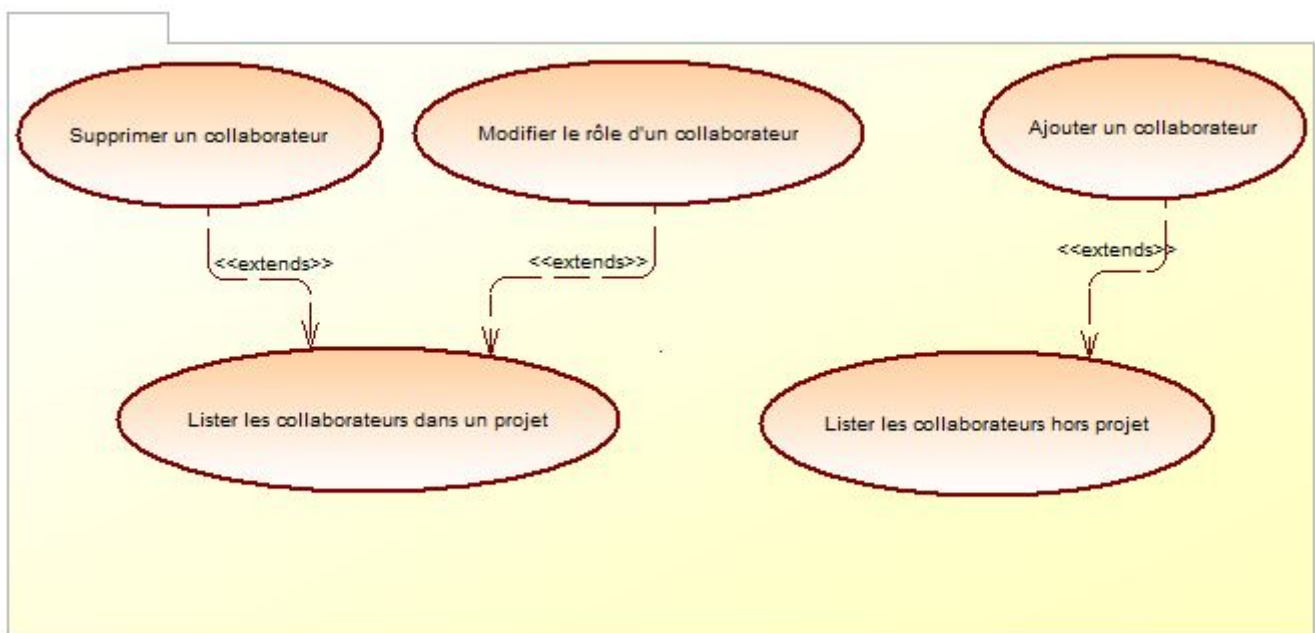 Supprimer un collaborateur
Modifier le rôle d'un collaborateur
Ajouter un collaborateur
<<extends>>
<<extends>>
<<extends>>
Lister les collaborateurs dans un projet
Lister les collaborateurs hors projet